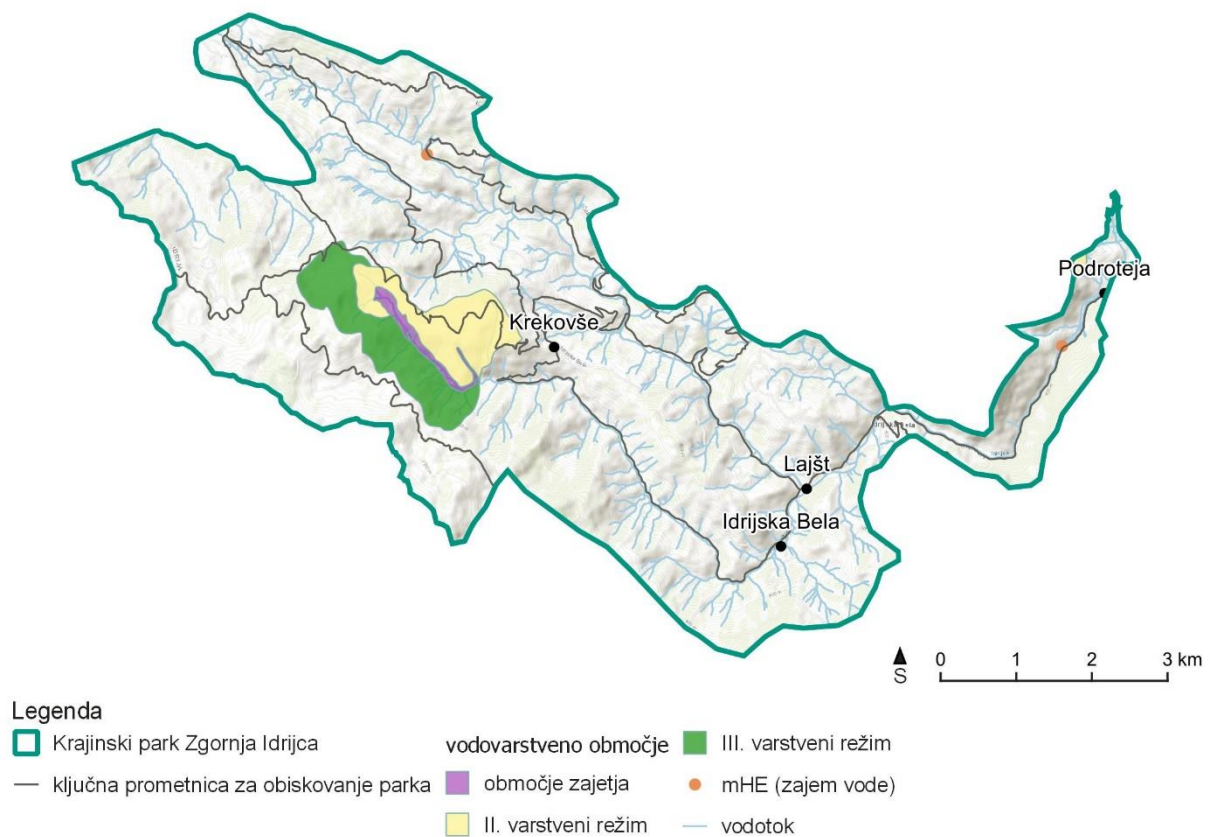 Podroteja
Krekovše
Lajšt
Idrijska Bela
S
0 1 2 3 km
Legenda
Krajinski park Zgornja Idrijca
ključna prometnica za obiskovanje parka
vodovarstveno območje
območje zajetja
II. varstveni režim
III. varstveni režim
mHE (zajem vode)
vodotok